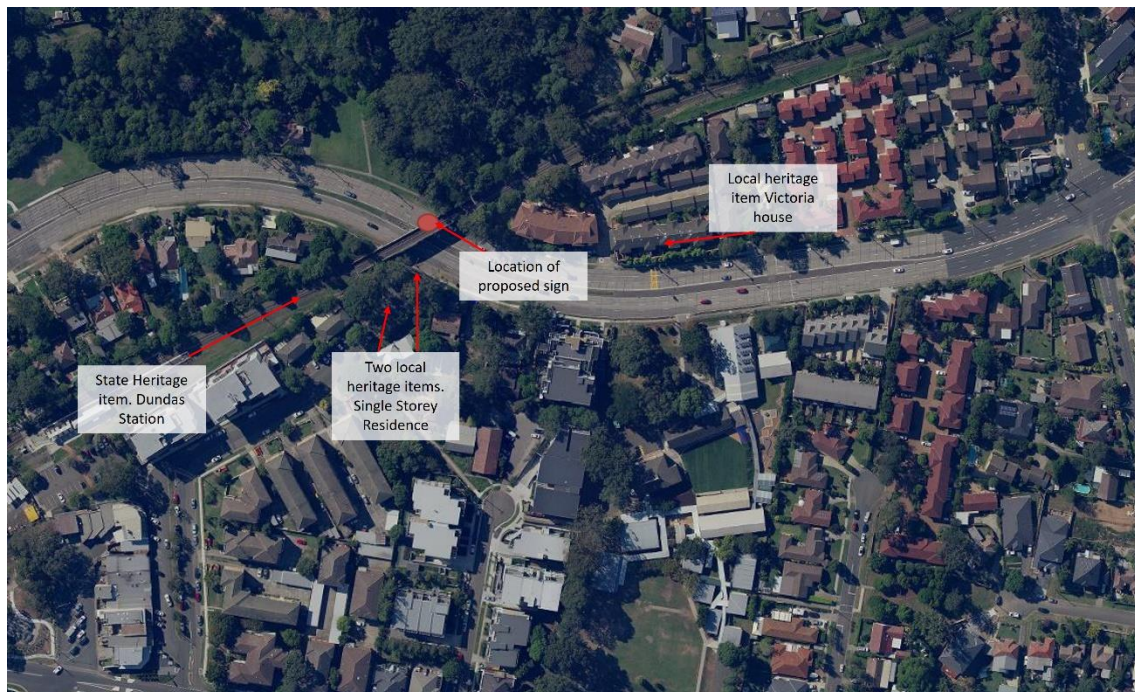 Local heritage
item Victoria
house
Location of
proposed sign
Two local
heritage items.
Single Storey
Residence
State Heritage
item. Dundas
Station